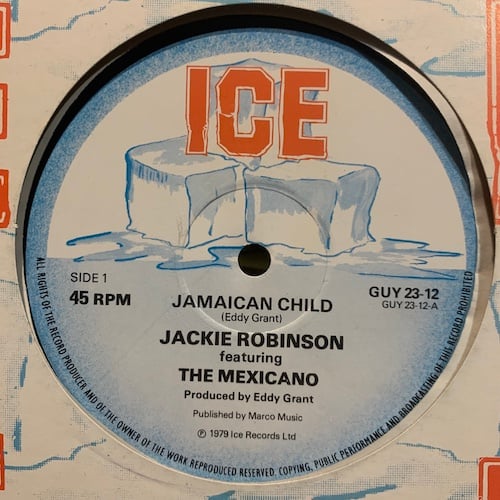 ICE
SIDE 1
45 RPM
GUY 23-12
GUY 23-12-A
JAMAICAN CHILD
(Eddy Grant)
JACKIE ROBINSON
featuring
THE MEXICANO
Produced by Eddy Grant
Published by Marco Music
℗ 1979 Ice Records Ltd
ALL RIGHTS OF THE RECORD PRODUCER AND OF THE OWNER OF THE WORK REPRODUCED RESERVED. COPYING, PUBLIC PERFORMANCE AND BROADCASTING OF THIS RECORD PROHIBITED